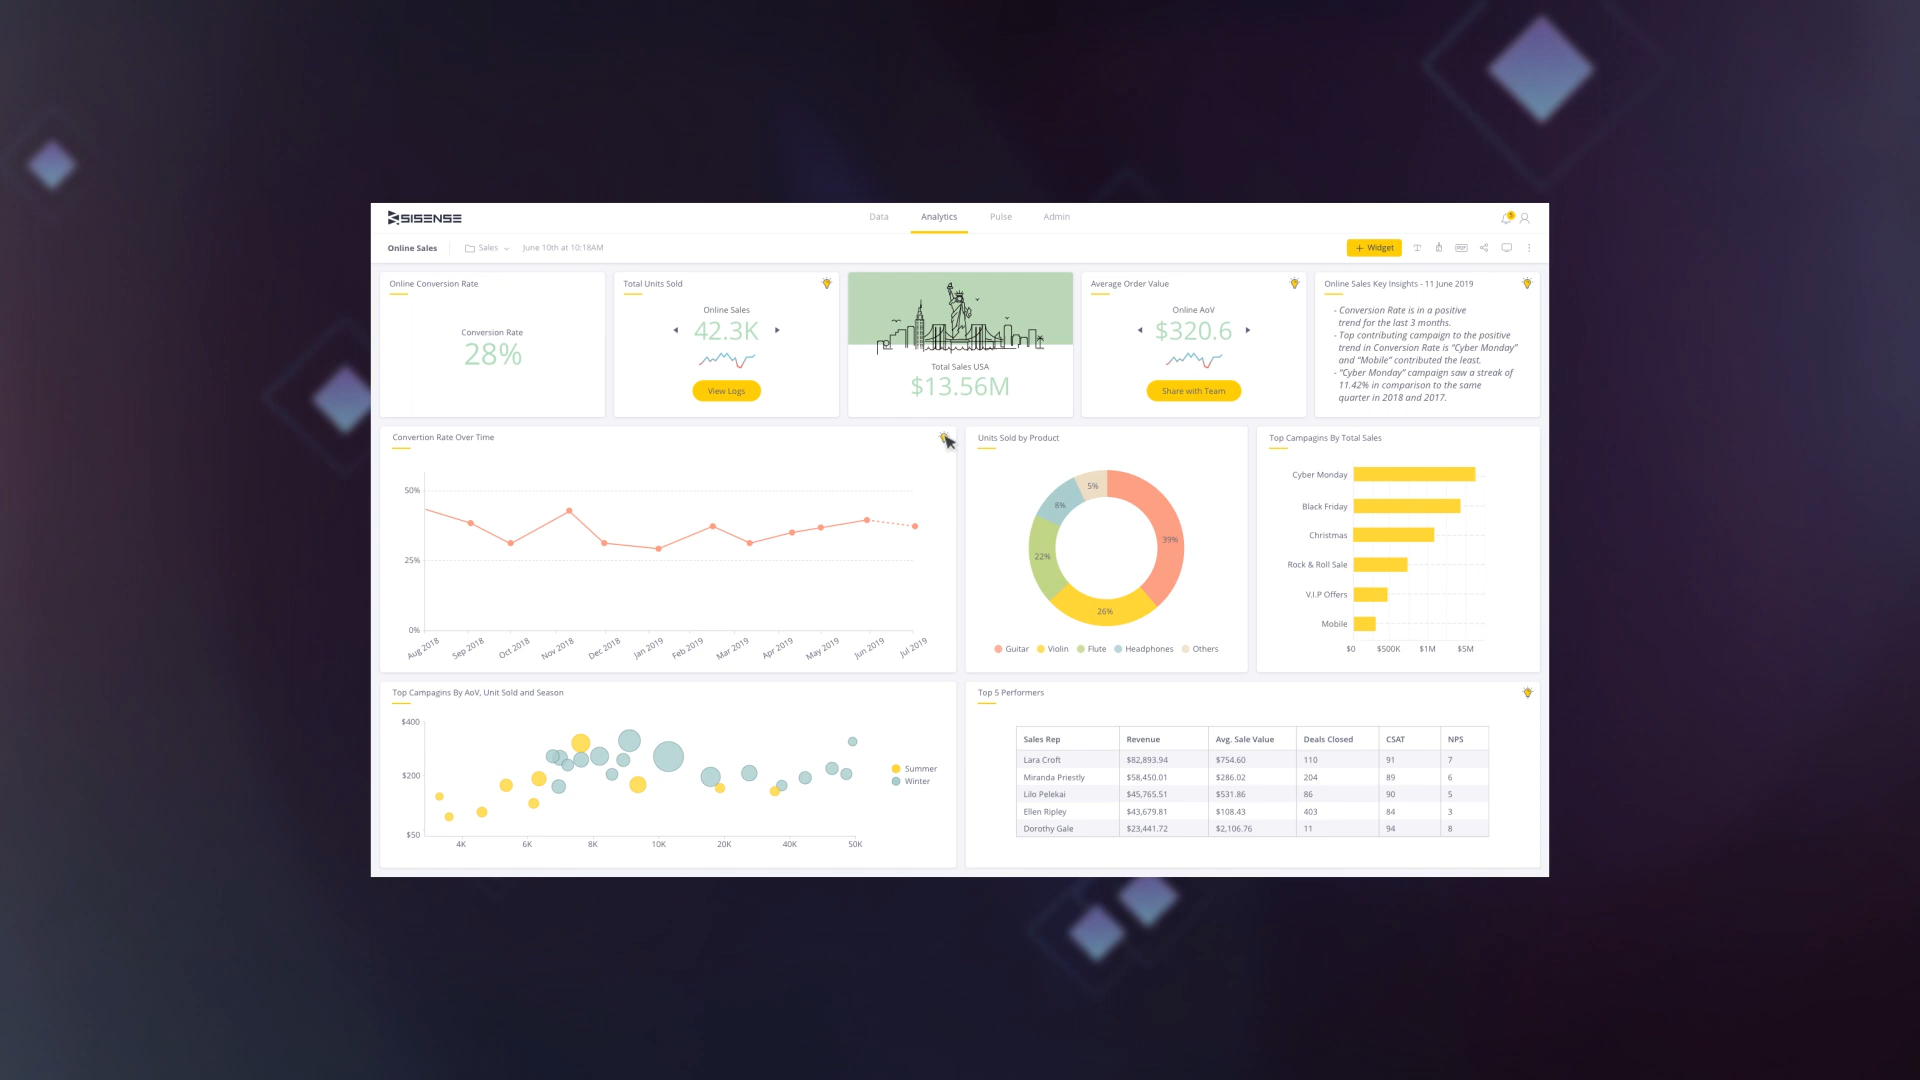 SISENSE
Data
Analytics
Pulse
Admin
5
Online Sales
Sales
June 10th at 10:18AM
+ Widget
Online Conversion Rate
Conversion Rate
28%
Total Units Sold
Online Sales
42.3K
View Logs
Total Sales USA
$13.56M
Average Order Value
Online AoV
$320.6
Share with Team
Online Sales Key Insights - 11 June 2019
- Conversion Rate is in a positive
trend for the last 3 months.
- Top contributing campaign to the positive
trend in Conversion Rate is “Cyber Monday”
and “Mobile” contributed the least.
- “Cyber Monday” campaign saw a streak of
11.42% in comparison to the same
quarter in 2018 and 2017.
Convertion Rate Over Time
50%
25%
0%
Aug 2018
Sep 2018
Oct 2018
Nov 2018
Dec 2018
Jan 2019
Feb 2019
Mar 2019
Apr 2019
May 2019
Jun 2019
Jul 2019
Units Sold by Product
5%
8%
39%
22%
26%
Guitar
Violin
Flute
Headphones
Others
Top Campagins By Total Sales
Cyber Monday
Black Friday
Christmas
Rock & Roll Sale
V.I.P Offers
Mobile
$0
$500K
$1M
$5M
Top Campagins By AoV, Unit Sold and Season
$400
$200
$50
4K
6K
8K
10K
20K
40K
50K
Summer
Winter
Top 5 Performers
Sales Rep Revenue Avg. Sale Value Deals Closed CSAT NPS
Lara Croft $82,893.94 $754.60 110 91 7
Miranda Priestly $58,450.01 $286.02 204 89 6
Lilo Pelekai $45,765.51 $531.86 86 90 5
Ellen Ripley $43,679.81 $108.43 403 84 3
Dorothy Gale $23,441.72 $2,106.76 11 94 8